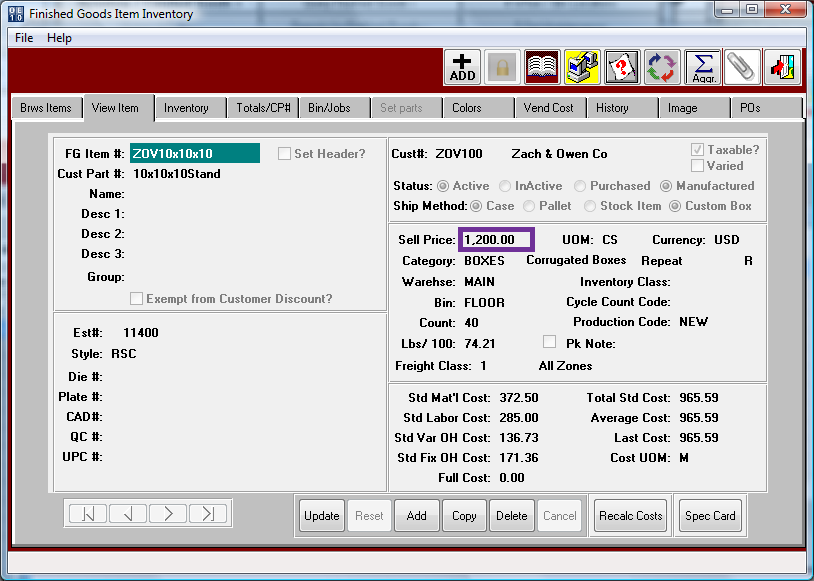 OE
10
Finished Goods Item Inventory
File Help
ADD
Σ
Aggr.
Brws Items View Item Inventory Totals/CP# Bin/Jobs Set parts Colors Vend Cost History Image POs
FG Item #: ZOV10x10x10 Set Header?
Cust Part #: 10x10x10Stand
Name:
Desc 1:
Desc 2:
Desc 3:
Group:
Exempt from Customer Discount?
Est#: 11400
Style: RSC
Die #:
Plate #:
CAD#:
QC #:
UPC #:
Cust#: ZOV100 Zach & Owen Co Taxable?
Varied
Status: Active InActive Purchased Manufactured
Ship Method: Case Pallet Stock Item Custom Box
Sell Price: 1,200.00 UOM: CS Currency: USD
Category: BOXES Corrugated Boxes Repeat R
Warehse: MAIN Inventory Class:
Bin: FLOOR Cycle Count Code:
Count: 40 Production Code: NEW
Lbs/ 100: 74.21 Pk Note:
Freight Class: 1 All Zones
Std Mat'l Cost: 372.50 Total Std Cost: 965.59
Std Labor Cost: 285.00 Average Cost: 965.59
Std Var OH Cost: 136.73 Last Cost: 965.59
Std Fix OH Cost: 171.36 Cost UOM: M
Full Cost: 0.00
Update Reset Add Copy Delete Cancel Recalc Costs Spec Card